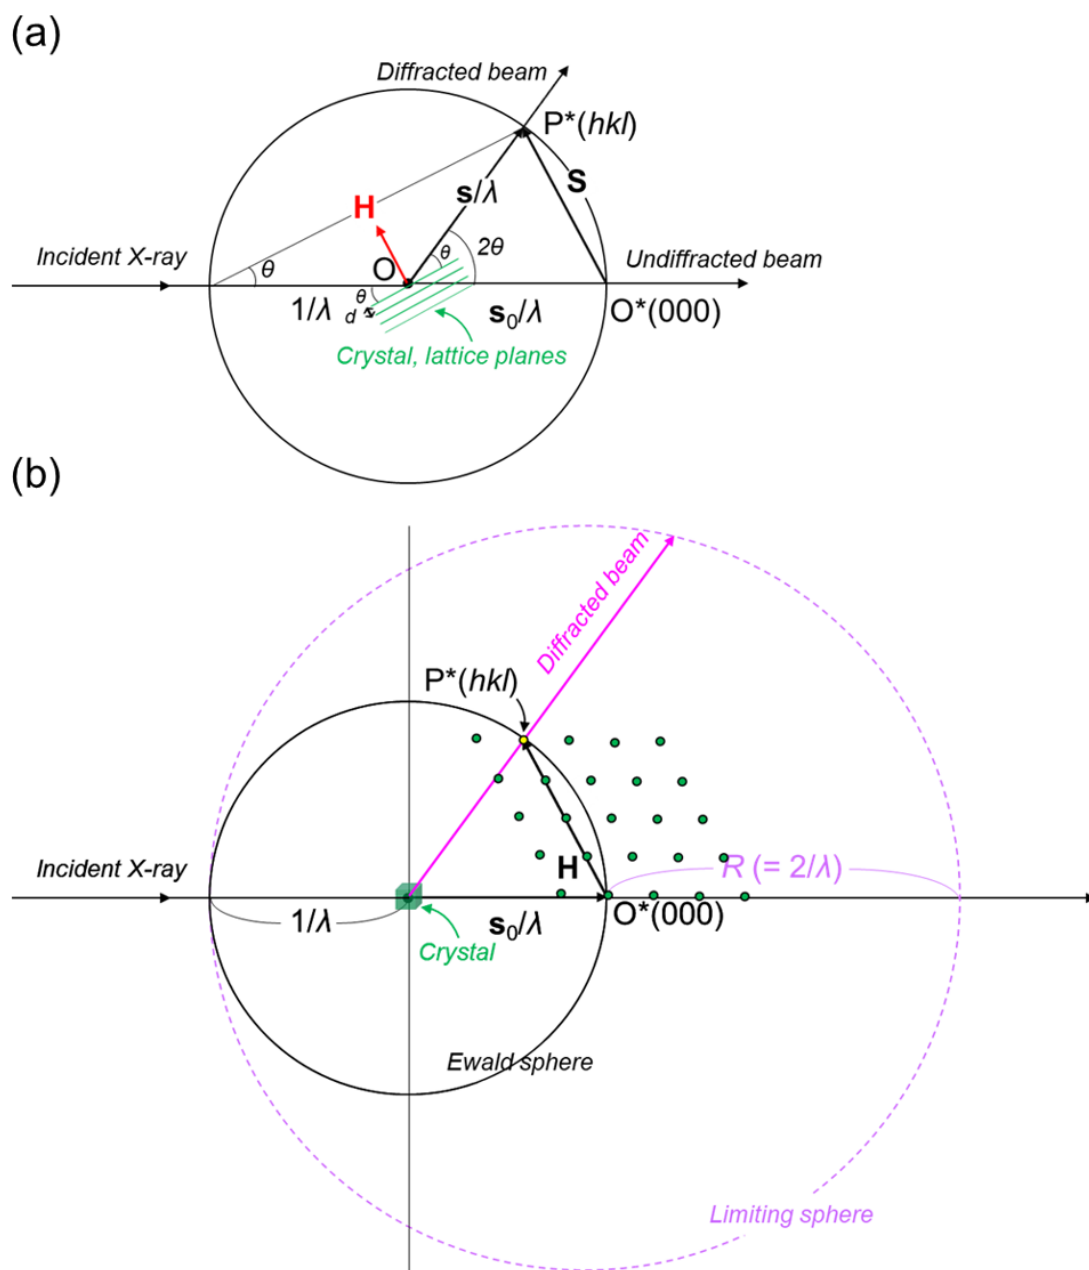 (a)
Diffracted beam
P*(hkl)
S
s/λ
H
Incident X-ray
θ
O
θ
2θ
Undiffracted beam
θ
1/λ
d
s₀/λ
O*(000)
Crystal, lattice planes
(b)
Diffracted beam
P*(hkl)
Incident X-ray
H
R (= 2/λ)
1/λ
s₀/λ
O*(000)
Crystal
Ewald sphere
Limiting sphere